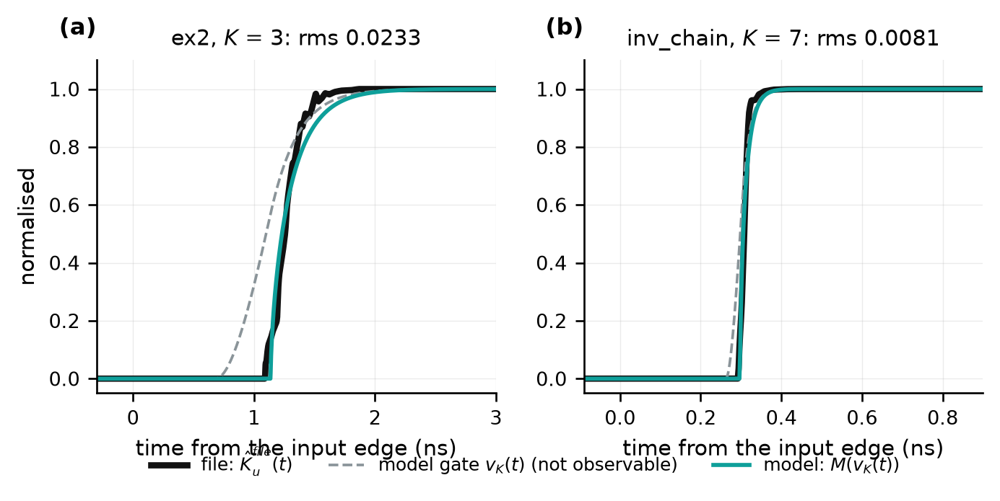 (a)
ex2, K = 3: rms 0.0233
1.0
0.8
0.6
0.4
0.2
0.0
normalised
0 1 2 3
time from the input edge (ns)
(b)
inv_chain, K = 7: rms 0.0081
1.0
0.8
0.6
0.4
0.2
0.0
0.0 0.2 0.4 0.6 0.8
time from the input edge (ns)
file: K̂_u^file(t)
model gate v_K(t) (not observable)
model: M(v_K(t))